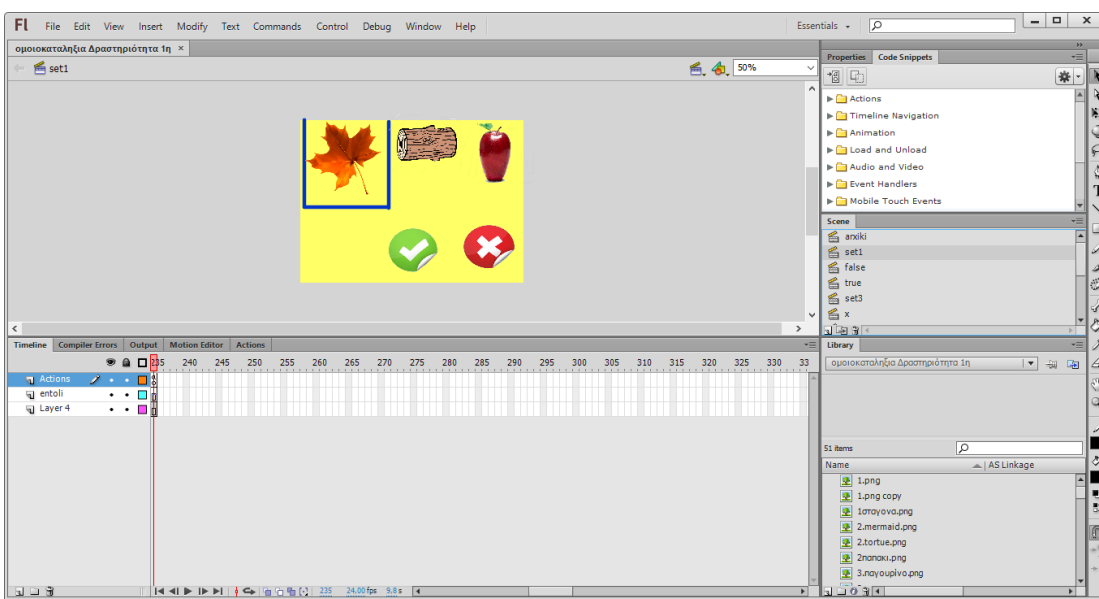 Fl File Edit View Insert Modify Text Commands Control Debug Window Help Essentials
ομοιοκαταληξια Δραστηριότητα 1η ×
set1 50%
Properties Code Snippets
Actions
Timeline Navigation
Animation
Load and Unload
Audio and Video
Event Handlers
Mobile Touch Events
Scene
arxiki
set1
false
true
set3
x
Timeline Compiler Errors Output Motion Editor Actions
235 240 245 250 255 260 265 270 275 280 285 290 295 300 305 310 315 320 325 330 33
Actions
entoli
Layer 4
235 24.00 fps 9.8 s
Library
ομοιοκαταληξια Δραστηριότητα 1η
51 items
Name AS Linkage
1.png
1.png copy
1σταγονα.png
2.mermaid.png
2.tortue.png
2παπακι.png
3.παγουρίνο.png